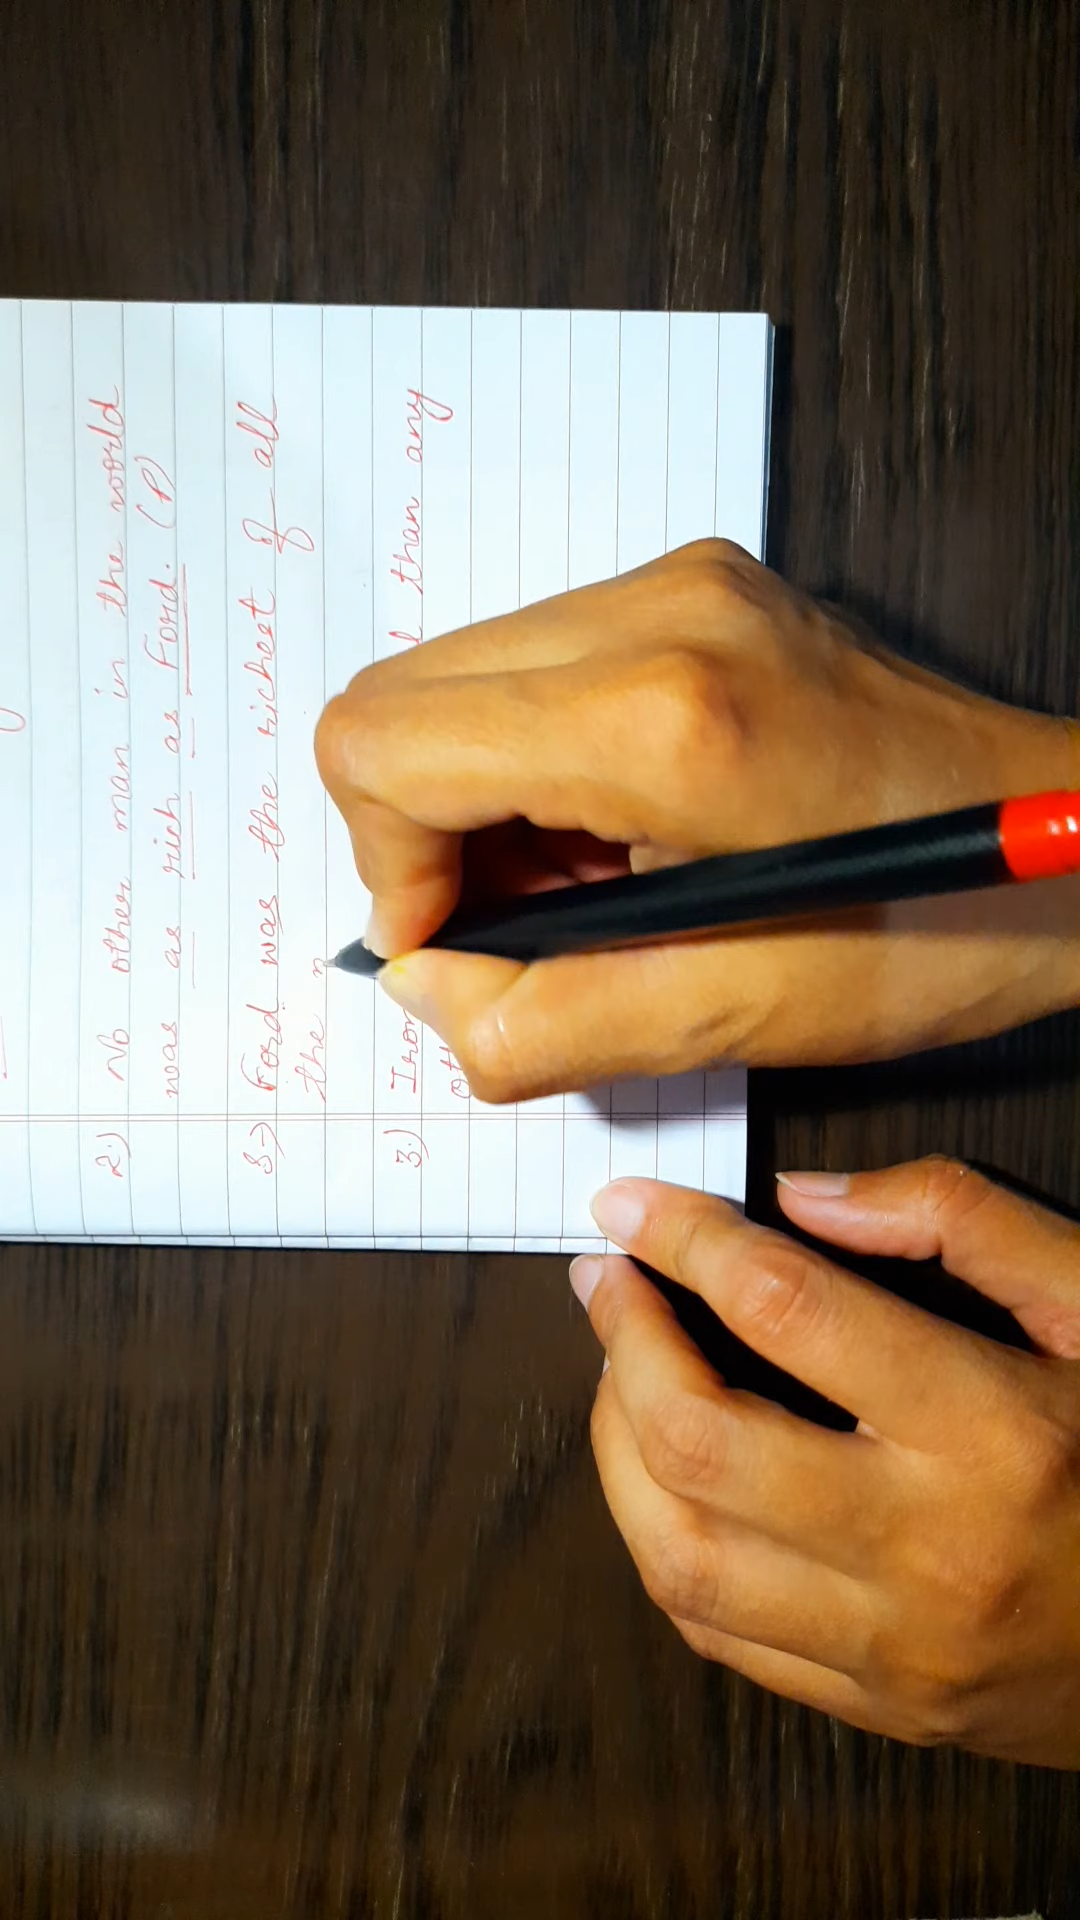 2.) No other man in the world
was as rich as Ford. (P)
S→ Ford was the richest of all
the
3.) than any